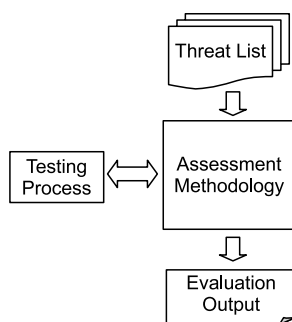 Threat List
Testing
Process
Assessment
Methodology
Evaluation
Output